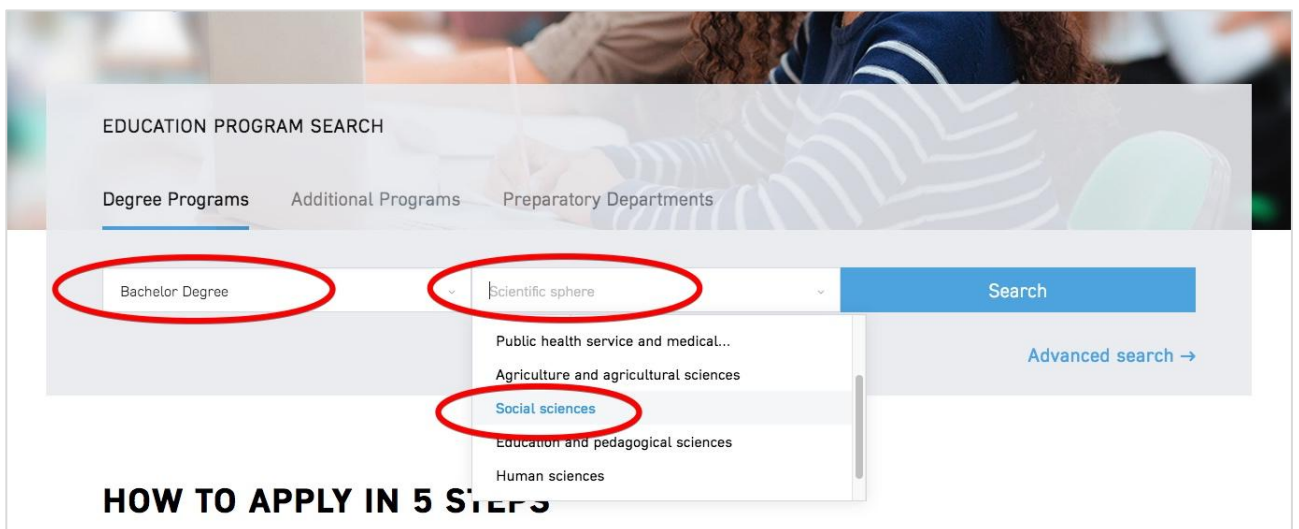 EDUCATION PROGRAM SEARCH
Degree Programs Additional Programs Preparatory Departments
Bachelor Degree Scientific sphere Search
Public health service and medical...
Advanced search →
Agriculture and agricultural sciences
Social sciences
Education and pedagogical sciences
Human sciences
HOW TO APPLY IN 5 STEPS